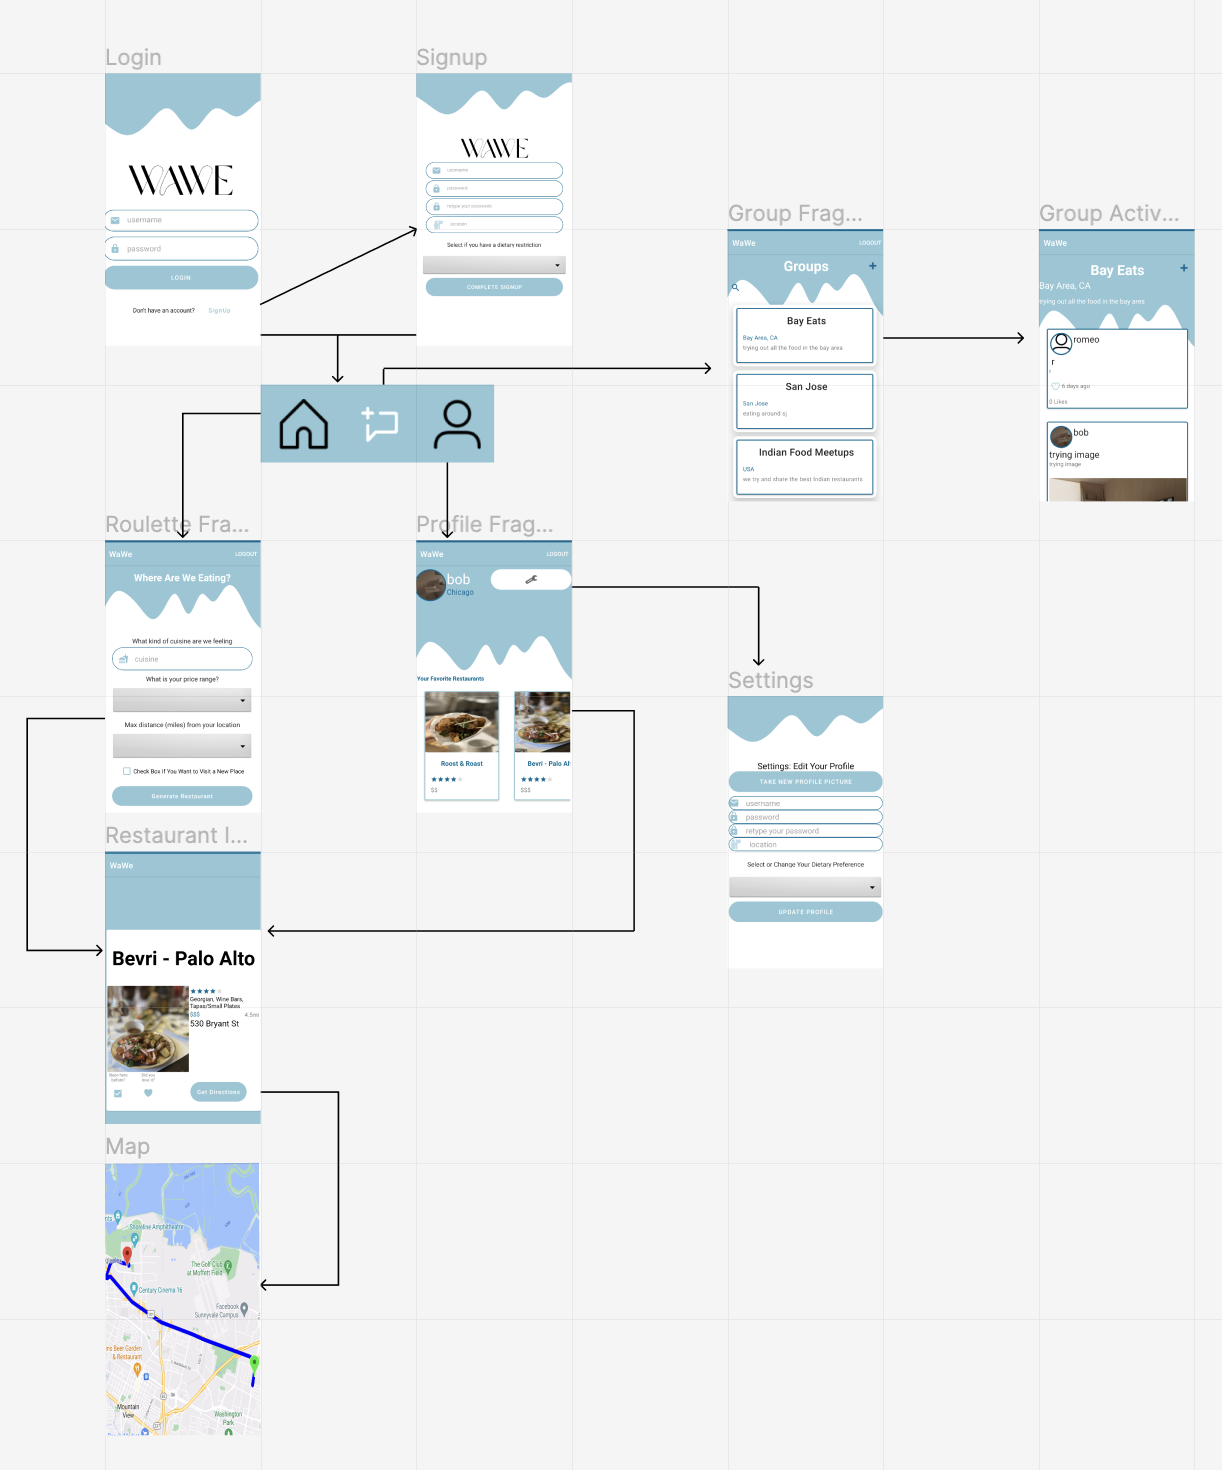 Login
WAWE
username
password
LOGIN
Don't have an account? SignUp
Signup
WAWE
username
password
retype your password
location
Select if you have a dietary restriction
COMPLETE SIGNUP
Group Frag...
WaWe LOGOUT
Groups +
Bay Eats
Bay Area, CA
trying out all the food in the bay area
San Jose
San Jose
eating around sj
Indian Food Meetups
USA
we try and share the best Indian restaurants
Group Activ...
WaWe
Bay Eats +
Bay Area, CA
trying out all the food in the bay area
romeo
r
r
6 days ago
0 Likes
bob
trying image
trying image
Roulette Fra...
WaWe LOGOUT
Where Are We Eating?
What kind of cuisine are we feeling
cuisine
What is your price range?
Max distance (miles) from your location
Check Box if You Want to Visit a New Place
Generate Restaurant
Profile Frag...
WaWe LOGOUT
bob
Chicago
Your Favorite Restaurants
Roost & Roast
$$
Bevri - Palo Alt
$$$
Settings
Settings: Edit Your Profile
TAKE NEW PROFILE PICTURE
username
password
retype your password
location
Select or Change Your Dietary Preference
UPDATE PROFILE
Restaurant I...
WaWe
Bevri - Palo Alto
Georgian, Wine Bars,
Tapas/Small Plates
$$$ 4.5mi
530 Bryant St
Been here
before?
Did you
love it?
Get Directions
Map
nts
Shoreline Amphitheatre
The Golf Club
at Moffett Field
Century Cinema 16
Facebook
Sunnyvale Campus
ms Beer Garden
& Restaurant
Mountain
View
Washington
Park